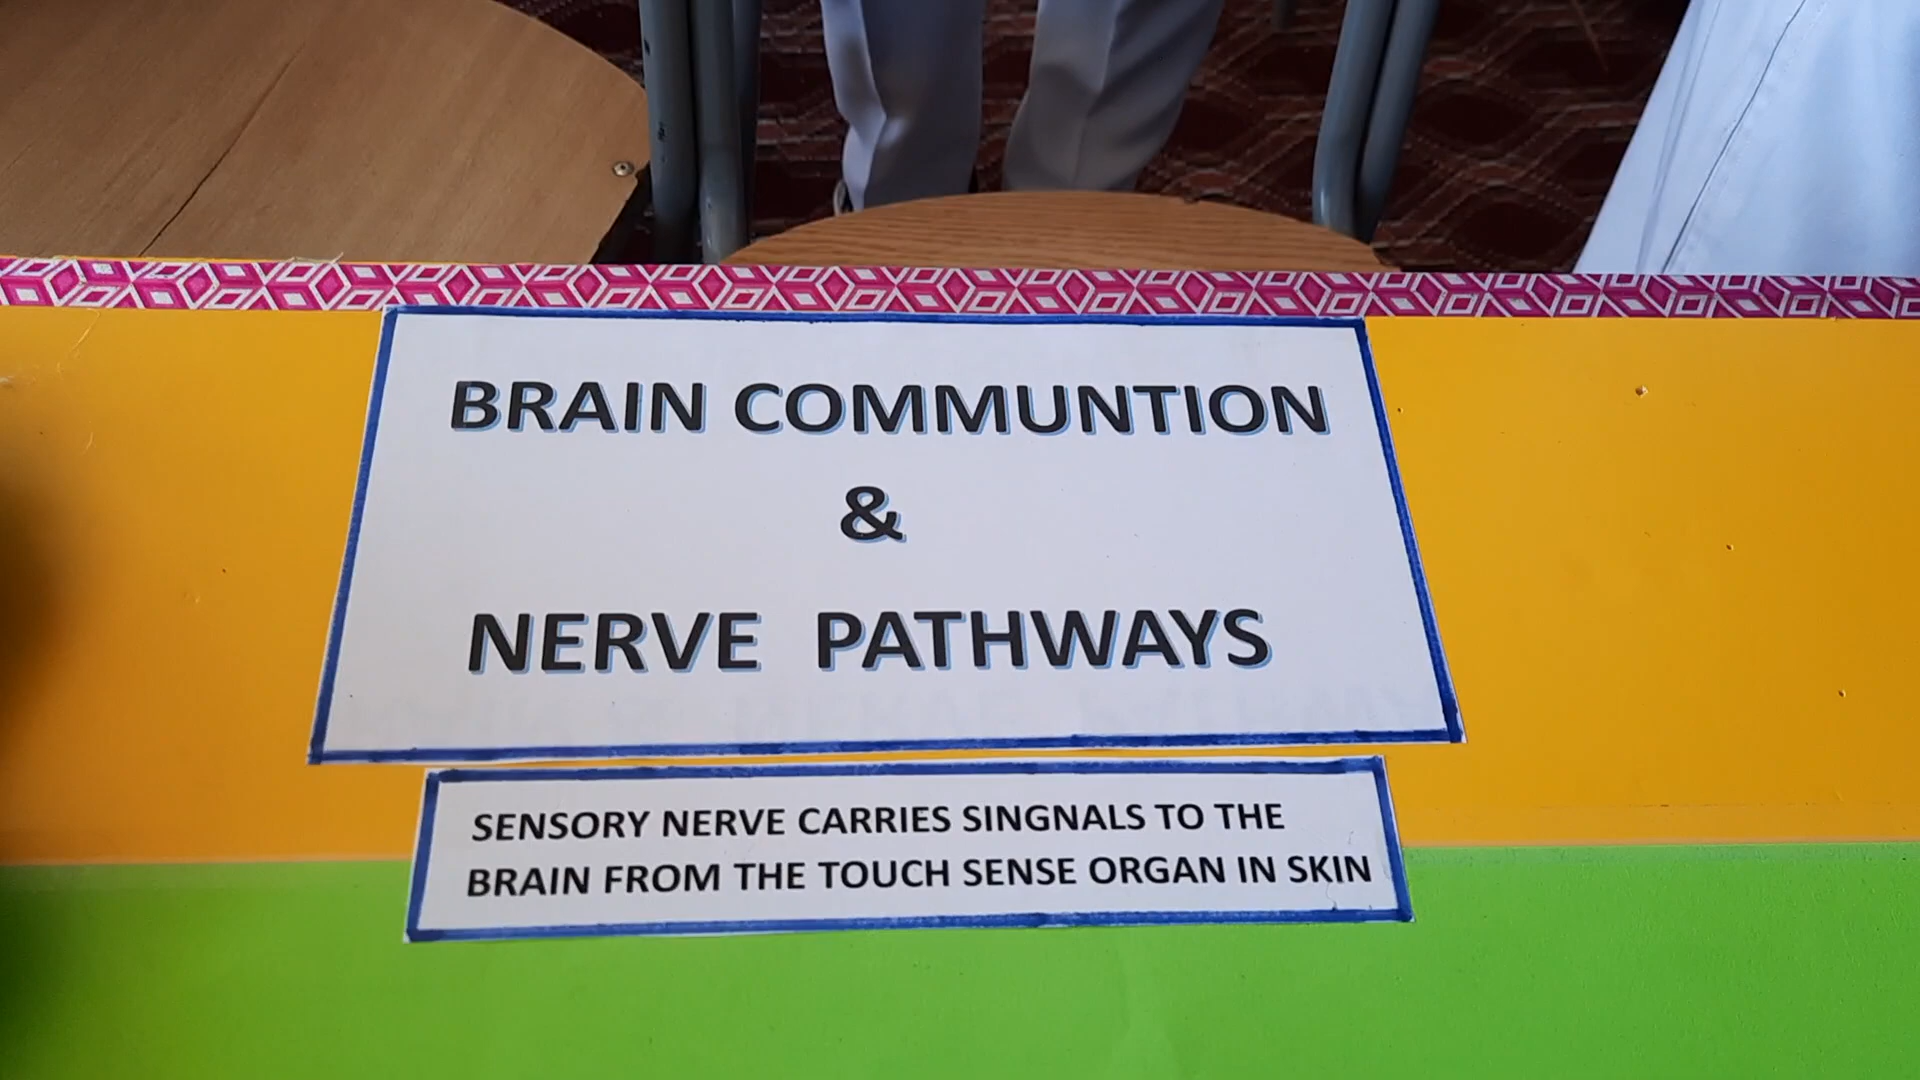 BRAIN COMMUNTION
&
NERVE PATHWAYS
SENSORY NERVE CARRIES SINGNALS TO THE
BRAIN FROM THE TOUCH SENSE ORGAN IN SKIN